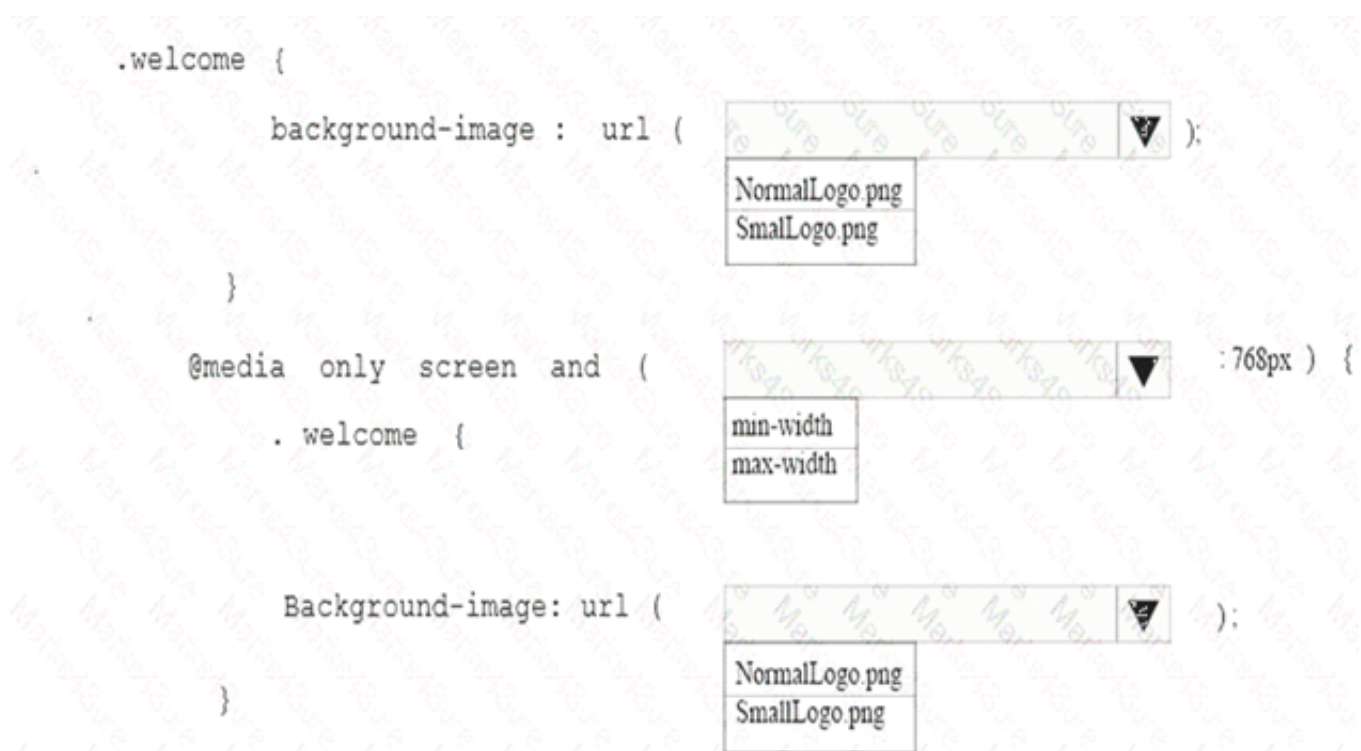 .welcome {
background-image : url ( );
NormalLogo.png
SmalLogo.png
}
@media only screen and ( : 768px ) {
. welcome {
min-width
max-width
Background-image: url ( );
NormalLogo.png
SmallLogo.png
}